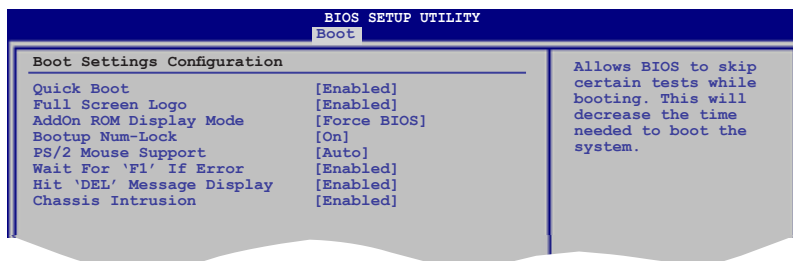 BIOS SETUP UTILITY
Boot
Boot Settings Configuration
Quick Boot [Enabled]
Full Screen Logo [Enabled]
AddOn ROM Display Mode [Force BIOS]
Bootup Num-Lock [On]
PS/2 Mouse Support [Auto]
Wait For ‘F1’ If Error [Enabled]
Hit ‘DEL’ Message Display [Enabled]
Chassis Intrusion [Enabled]
Allows BIOS to skip
certain tests while
booting. This will
decrease the time
needed to boot the
system.